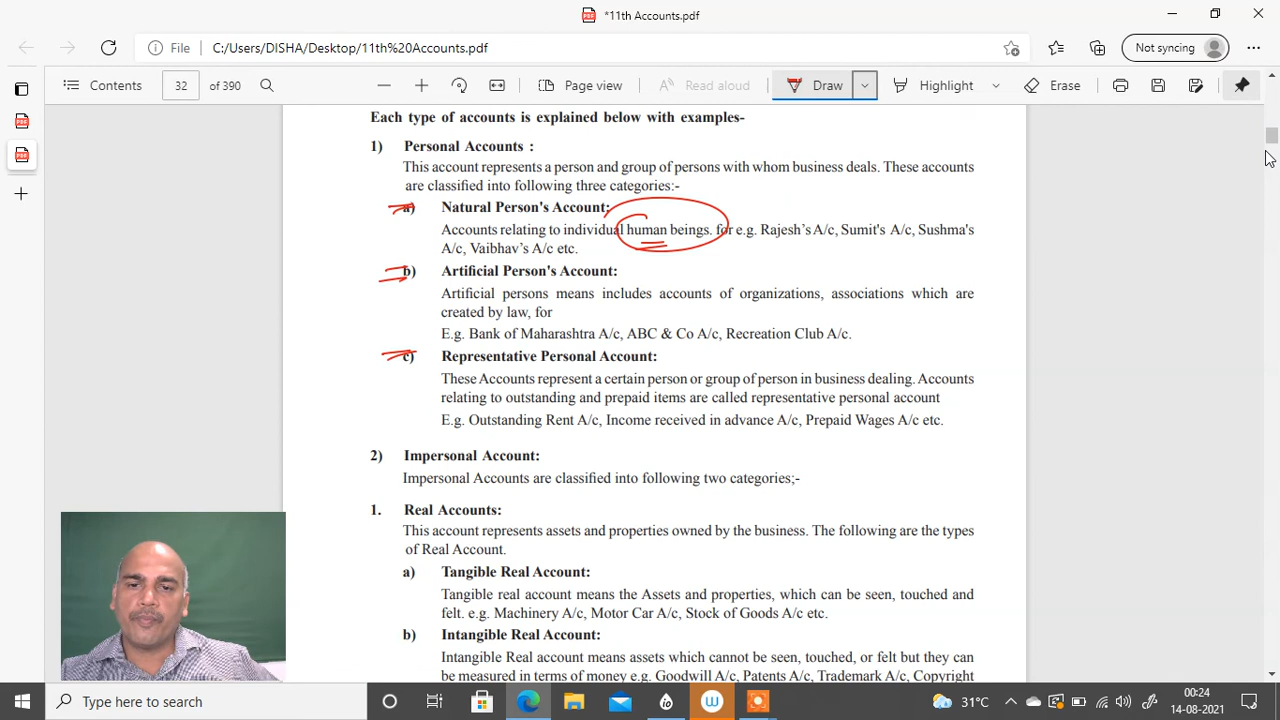 *11th Accounts.pdf
File C:/Users/DISHA/Desktop/11th%20Accounts.pdf Not syncing
Contents 32 of 390 Page view Read aloud Draw Highlight Erase
Each type of accounts is explained below with examples-
1) Personal Accounts :
This account represents a person and group of persons with whom business deals. These accounts
are classified into following three categories:-
a) Natural Person's Account:
Accounts relating to individual human beings. for e.g. Rajesh's A/c, Sumit's A/c, Sushma's
A/c, Vaibhav's A/c etc.
b) Artificial Person's Account:
Artificial persons means includes accounts of organizations, associations which are
created by law, for
E.g. Bank of Maharashtra A/c, ABC & Co A/c, Recreation Club A/c.
c) Representative Personal Account:
These Accounts represent a certain person or group of person in business dealing. Accounts
relating to outstanding and prepaid items are called representative personal account
E.g. Outstanding Rent A/c, Income received in advance A/c, Prepaid Wages A/c etc.
2) Impersonal Account:
Impersonal Accounts are classified into following two categories;-
1. Real Accounts:
This account represents assets and properties owned by the business. The following are the types
of Real Account.
a) Tangible Real Account:
Tangible real account means the Assets and properties, which can be seen, touched and
felt. e.g. Machinery A/c, Motor Car A/c, Stock of Goods A/c etc.
b) Intangible Real Account:
Intangible Real account means assets which cannot be seen, touched, or felt but they can
be measured in terms of money e.g. Goodwill A/c, Patents A/c, Trademark A/c, Copyright
Type here to search 31°C ENG 00:24
14-08-2021